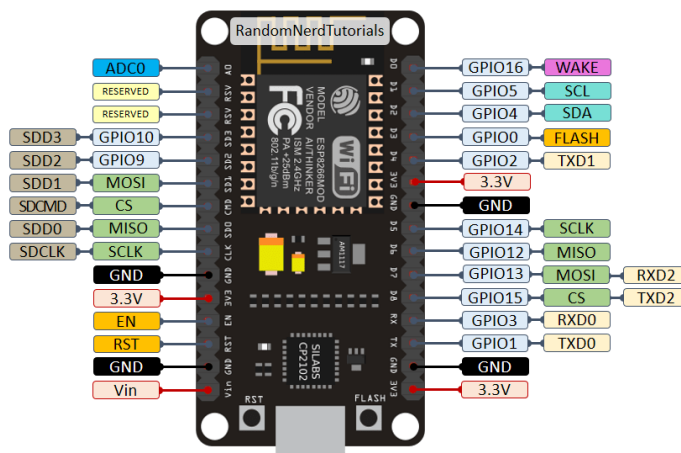 RandomNerdTutorials
ADC0 A0 D0 GPIO16 WAKE
RESERVED RSV D1 GPIO5 SCL
RESERVED RSV D2 GPIO4 SDA
SDD3 GPIO10 SD3 D3 GPIO0 FLASH
SDD2 GPIO9 SD2 D4 GPIO2 TXD1
SDD1 MOSI SD1 3V3 3.3V
SDCMD CS CMD GND GND
SDD0 MISO SD0 D5 GPIO14 SCLK
SDCLK SCLK CLK D6 GPIO12 MISO
GND GND D7 GPIO13 MOSI RXD2
3.3V 3V3 D8 GPIO15 CS TXD2
EN EN RX GPIO3 RXD0
RST RST TX GPIO1 TXD0
GND GND GND GND
Vin Vin 3V3 3.3V
MODEL ESP8266MOD
VENDOR AITHINKER
ISM 2.4GHz
PA +25dBm
802.11b/g/n
FC
Wi Fi
AM1117
SILABS
CP2102
RST FLASH